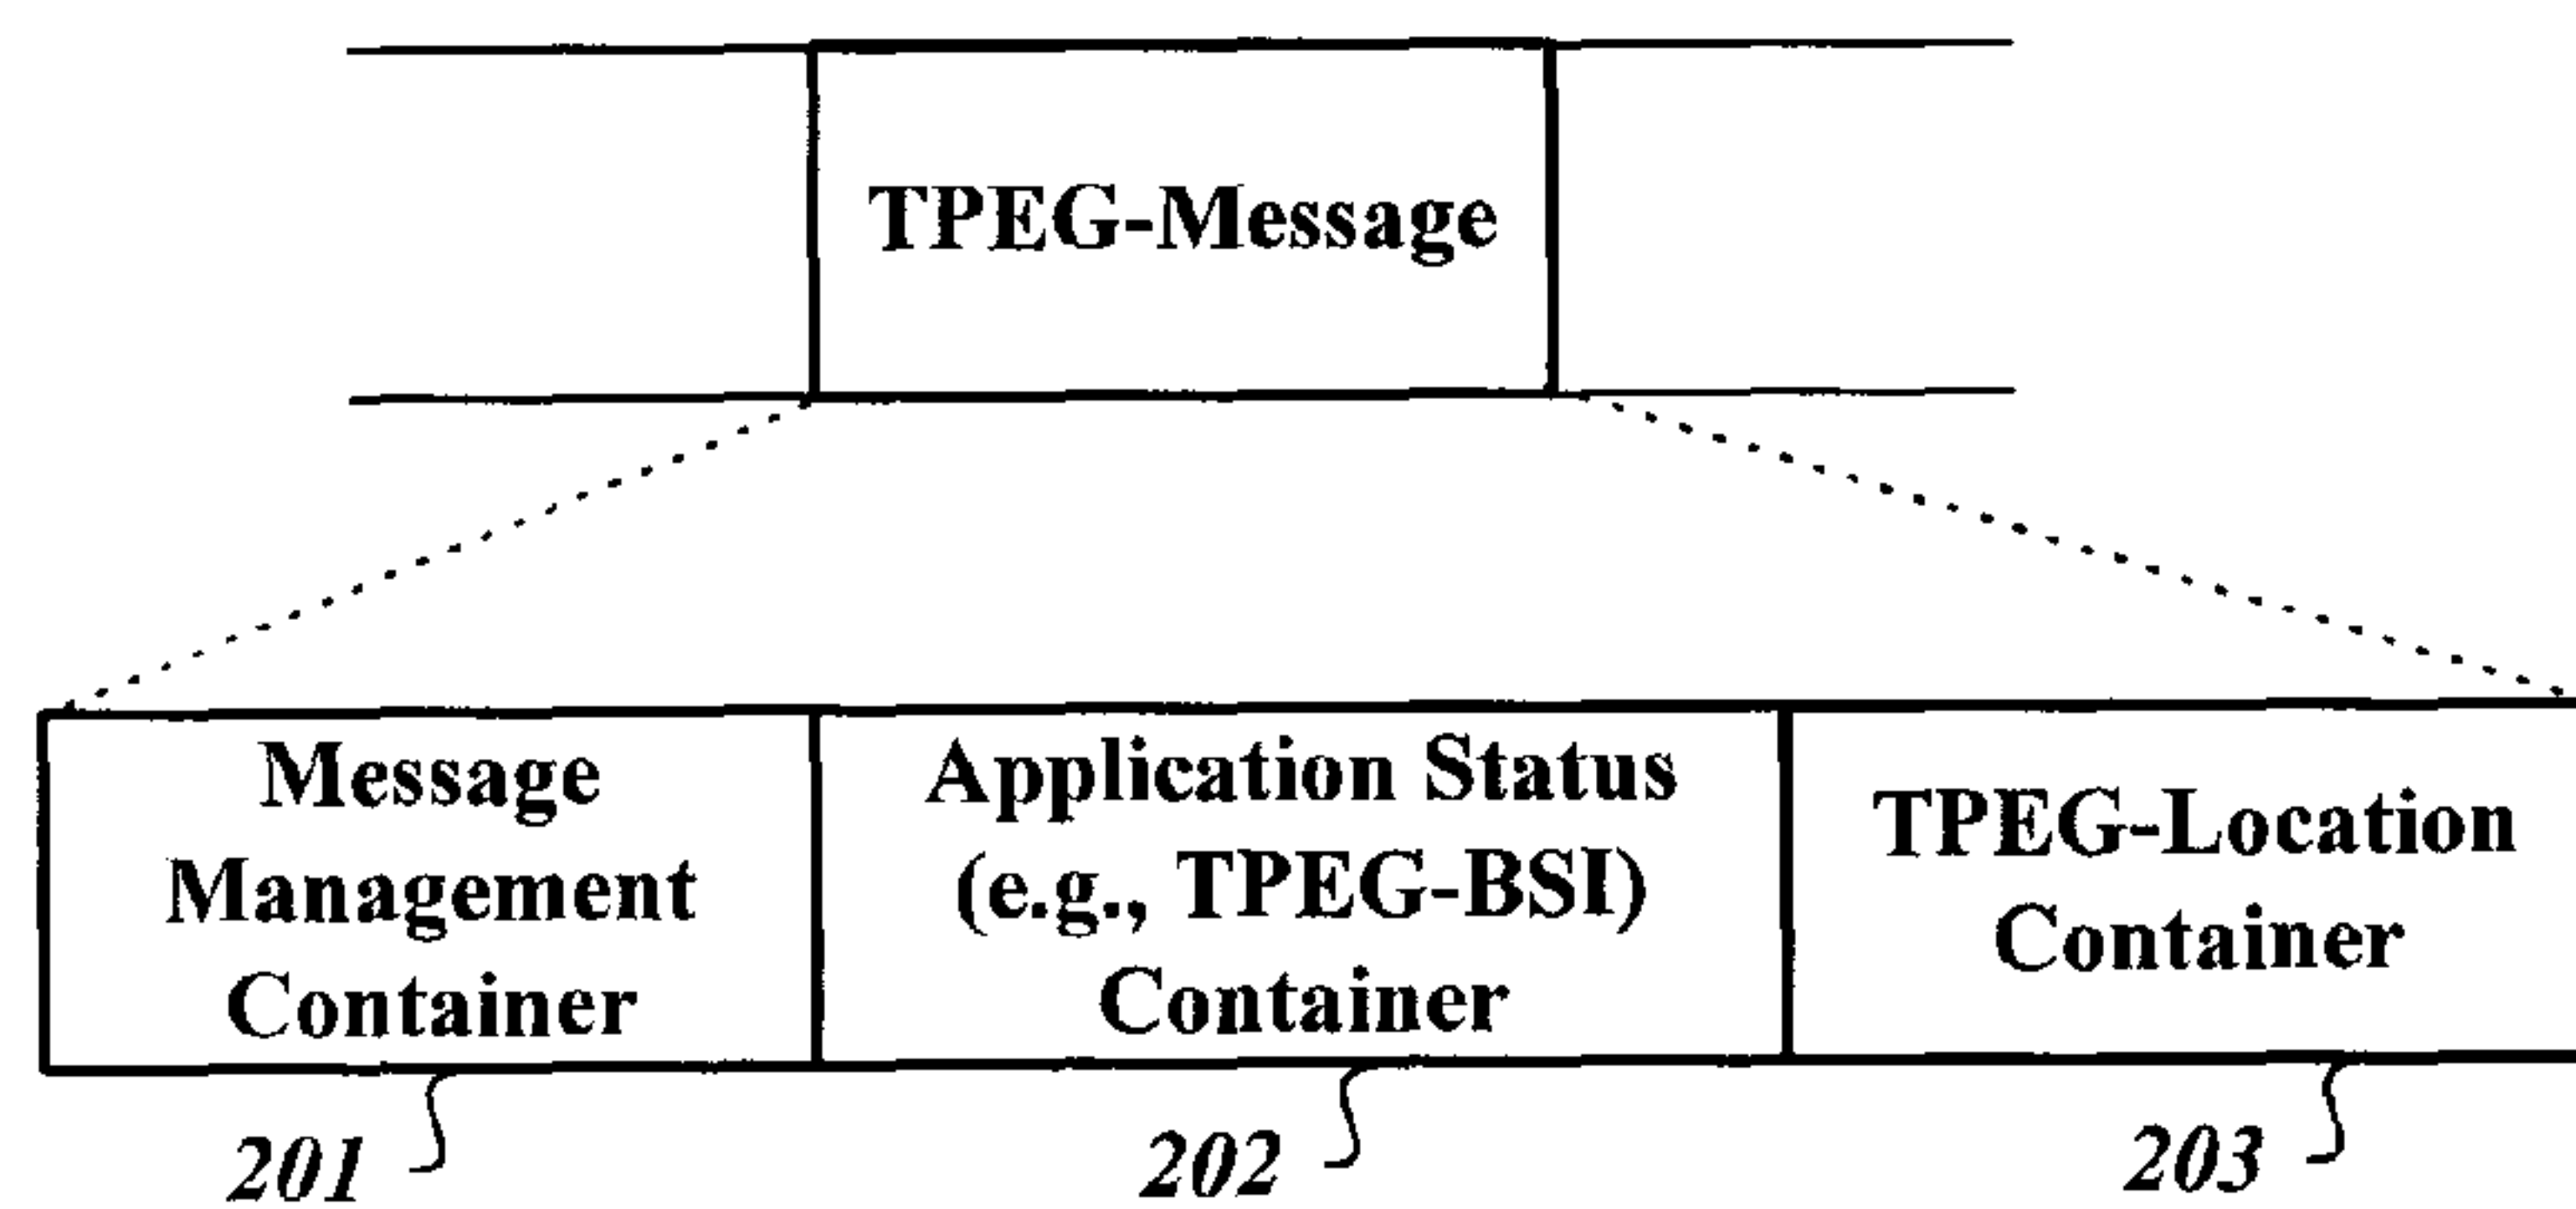 TPEG-Message
Message
Management
Container
Application Status
(e.g., TPEG-BSI)
Container
TPEG-Location
Container
201
202
203